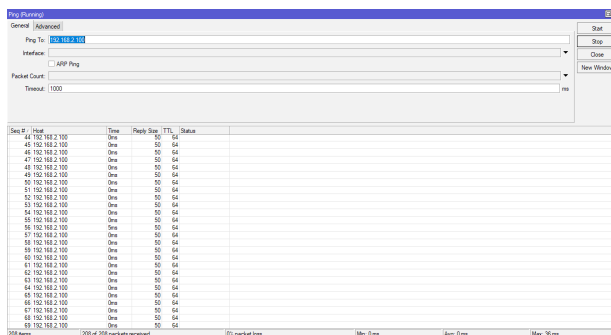 Ping (Running)
General Advanced
Ping To: 192.168.2.100
Interface:
ARP Ping
Packet Count:
Timeout: 1000 ms
Start
Stop
Close
New Window
Seq # Host Time Reply Size TTL Status
44 192.168.2.100 0ms 50 64
45 192.168.2.100 0ms 50 64
46 192.168.2.100 0ms 50 64
47 192.168.2.100 0ms 50 64
48 192.168.2.100 0ms 50 64
49 192.168.2.100 0ms 50 64
50 192.168.2.100 0ms 50 64
51 192.168.2.100 0ms 50 64
52 192.168.2.100 0ms 50 64
53 192.168.2.100 0ms 50 64
54 192.168.2.100 0ms 50 64
55 192.168.2.100 0ms 50 64
56 192.168.2.100 5ms 50 64
57 192.168.2.100 0ms 50 64
58 192.168.2.100 0ms 50 64
59 192.168.2.100 0ms 50 64
60 192.168.2.100 0ms 50 64
61 192.168.2.100 0ms 50 64
62 192.168.2.100 0ms 50 64
63 192.168.2.100 0ms 50 64
64 192.168.2.100 0ms 50 64
65 192.168.2.100 0ms 50 64
66 192.168.2.100 0ms 50 64
67 192.168.2.100 0ms 50 64
68 192.168.2.100 0ms 50 64
69 192.168.2.100 0ms 50 64
208 items 208 of 208 packets received 0% packet loss Min: 0 ms Avg: 0 ms Max: 36 ms